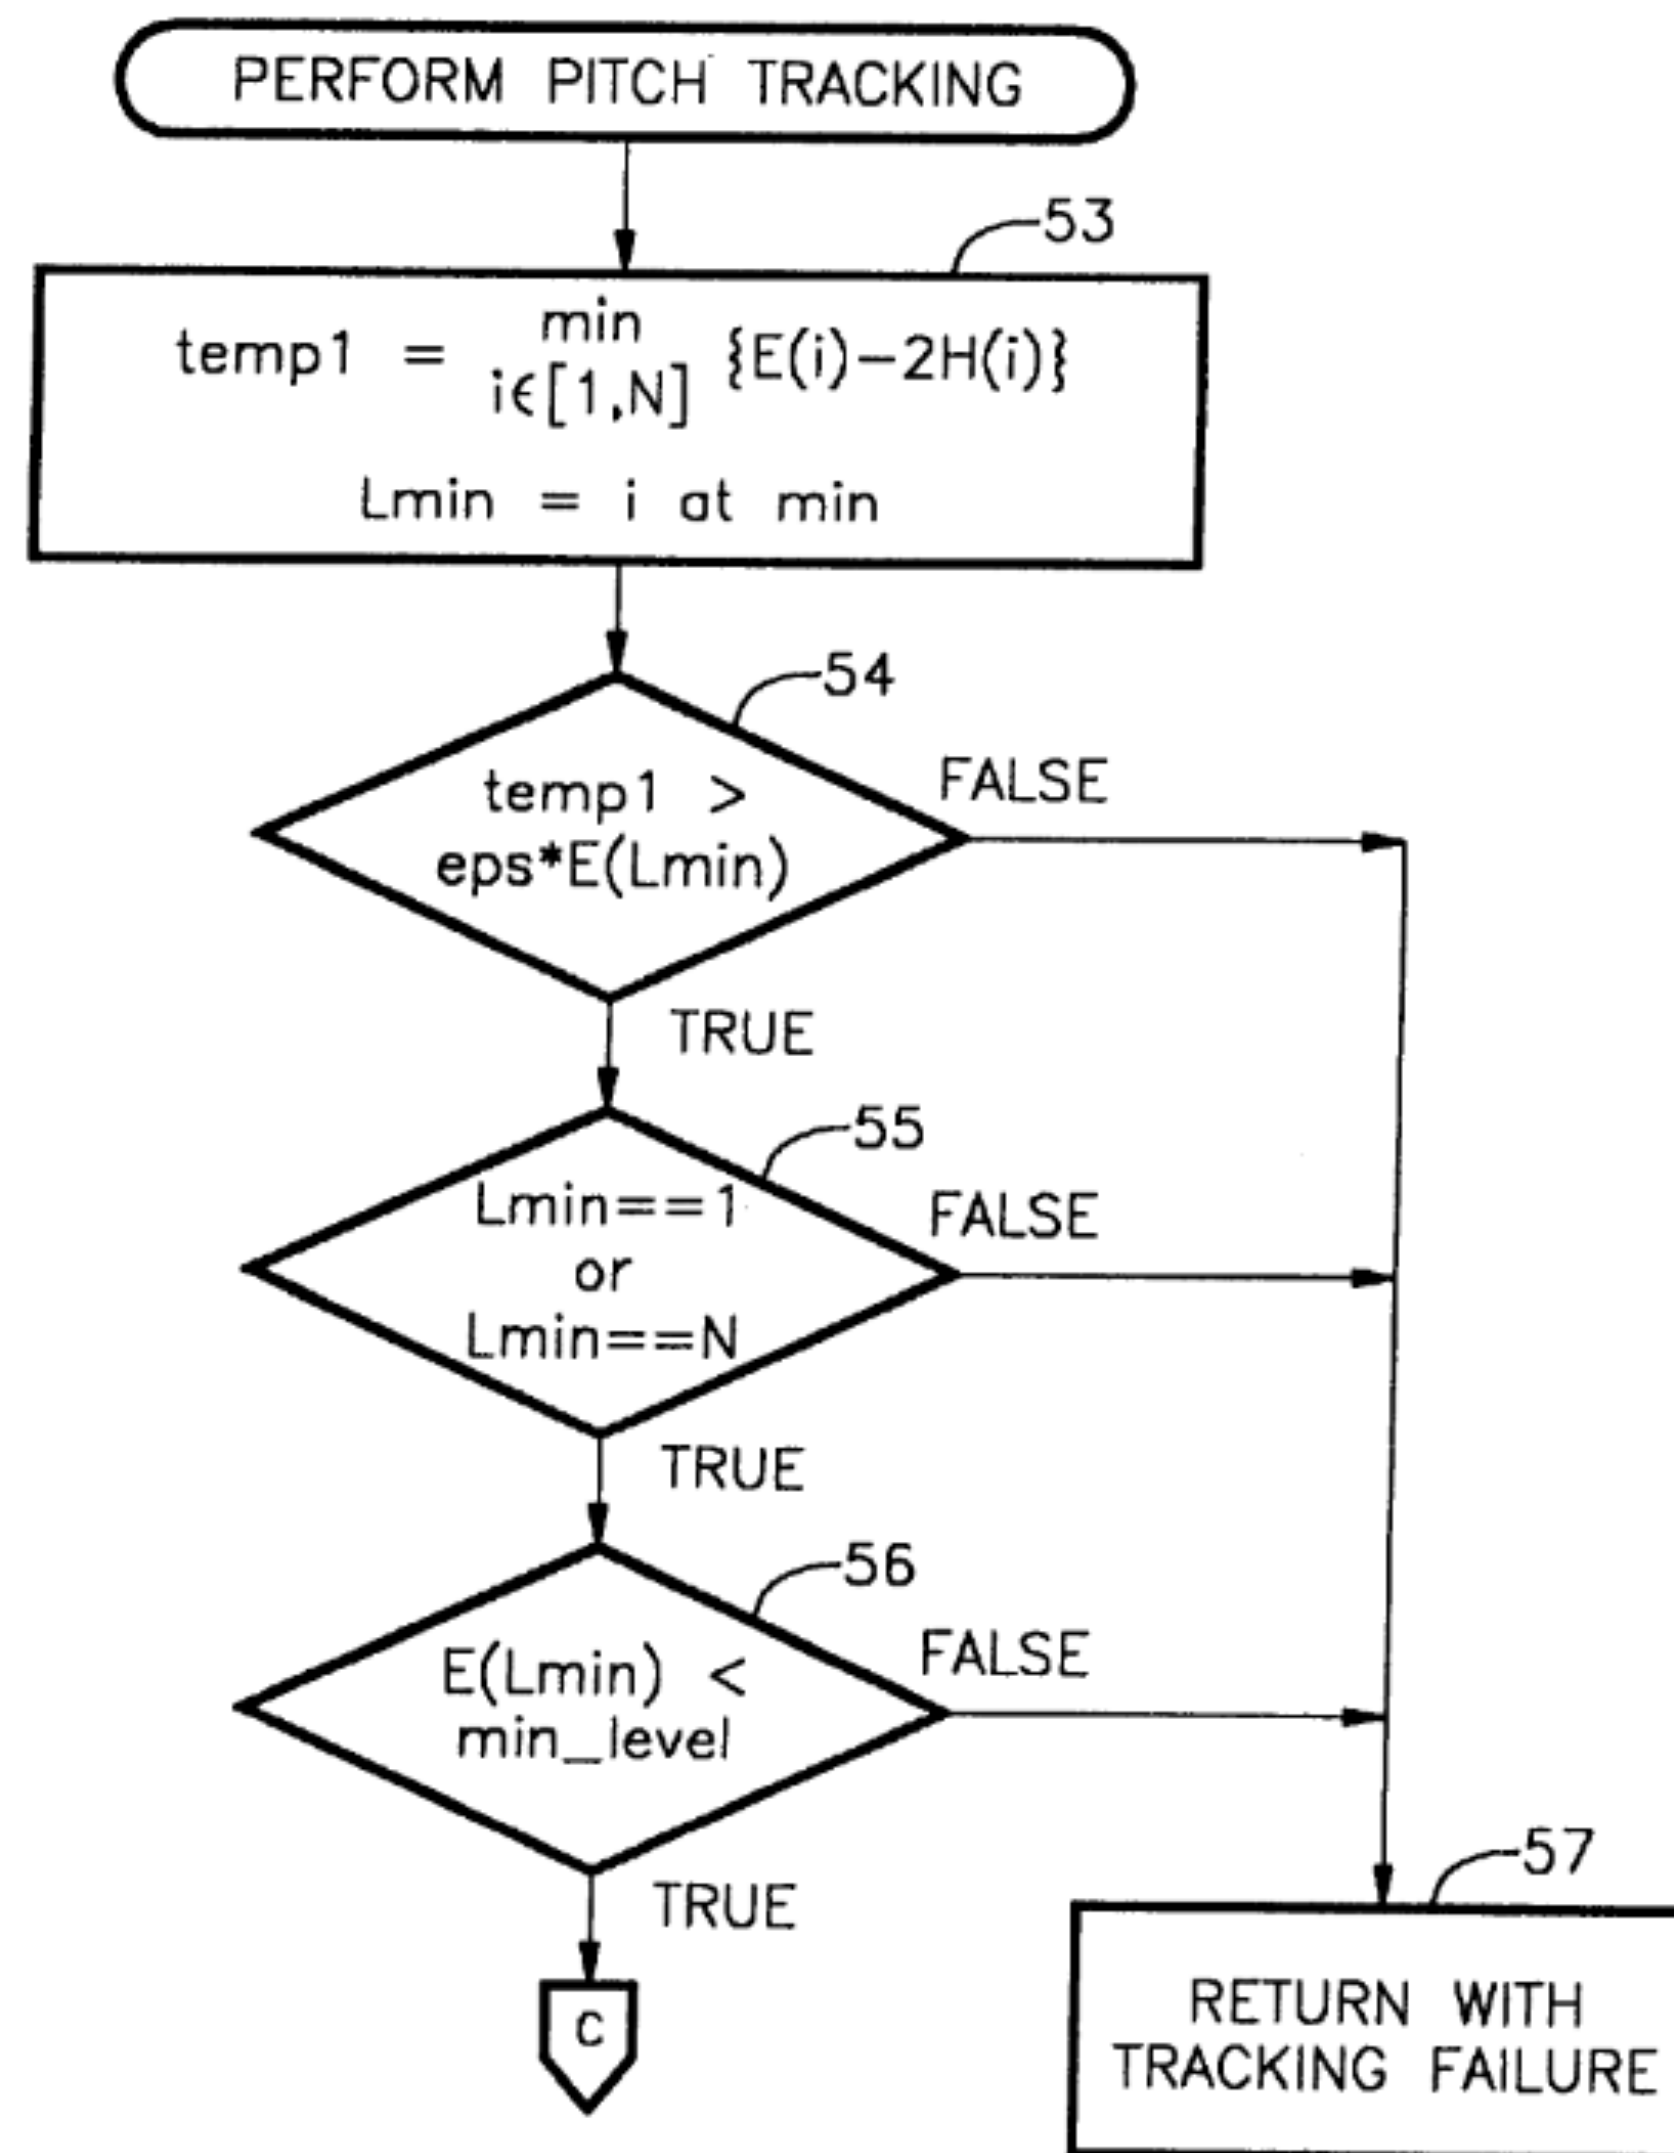 PERFORM PITCH TRACKING
53
temp1 = min {E(i)-2H(i)}
i∈[1,N]
Lmin = i at min
54
temp1 >
eps*E(Lmin)
FALSE
TRUE
55
Lmin==1
or
Lmin==N
FALSE
TRUE
56
E(Lmin) <
min_level
FALSE
TRUE
57
C
RETURN WITH
TRACKING FAILURE